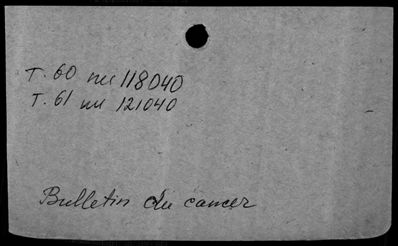 T. 60 nu 118040
T. 61 nu 121040
Bulletin du cancer